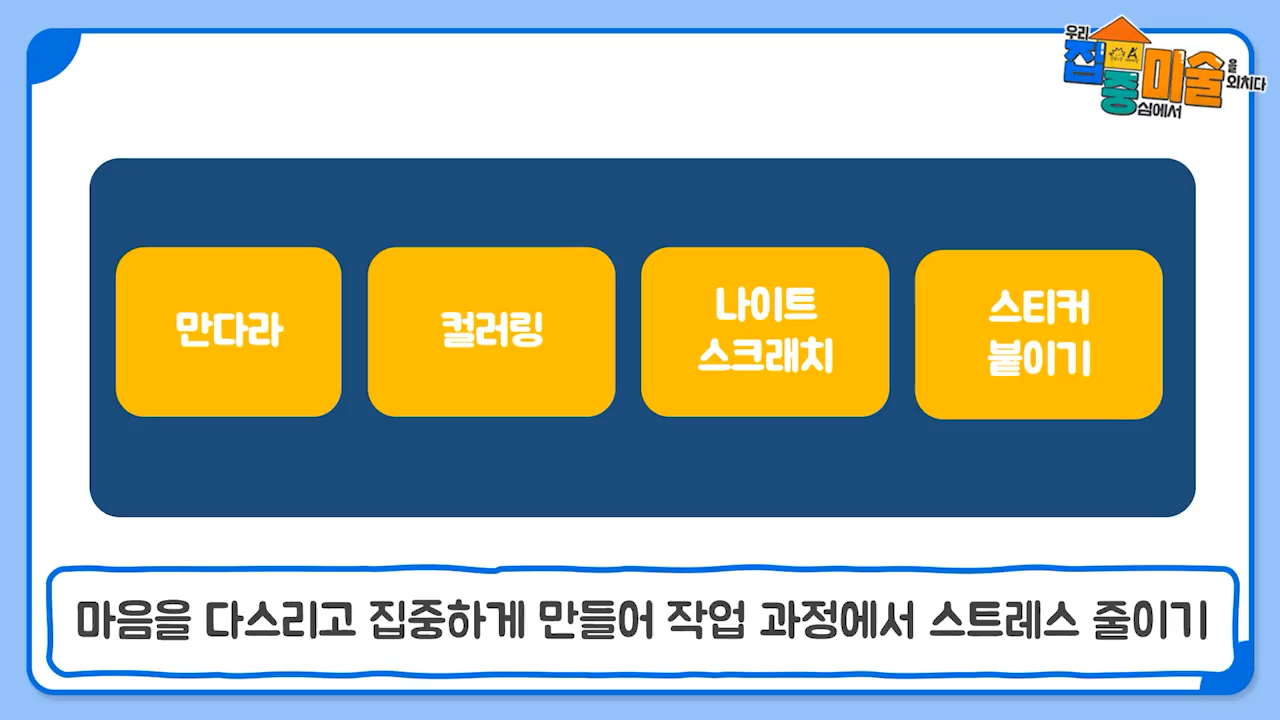 우리
집중미술을
외치다
심에서
만다라
컬러링
나이트
스크래치
스티커
붙이기
마음을 다스리고 집중하게 만들어 작업 과정에서 스트레스 줄이기